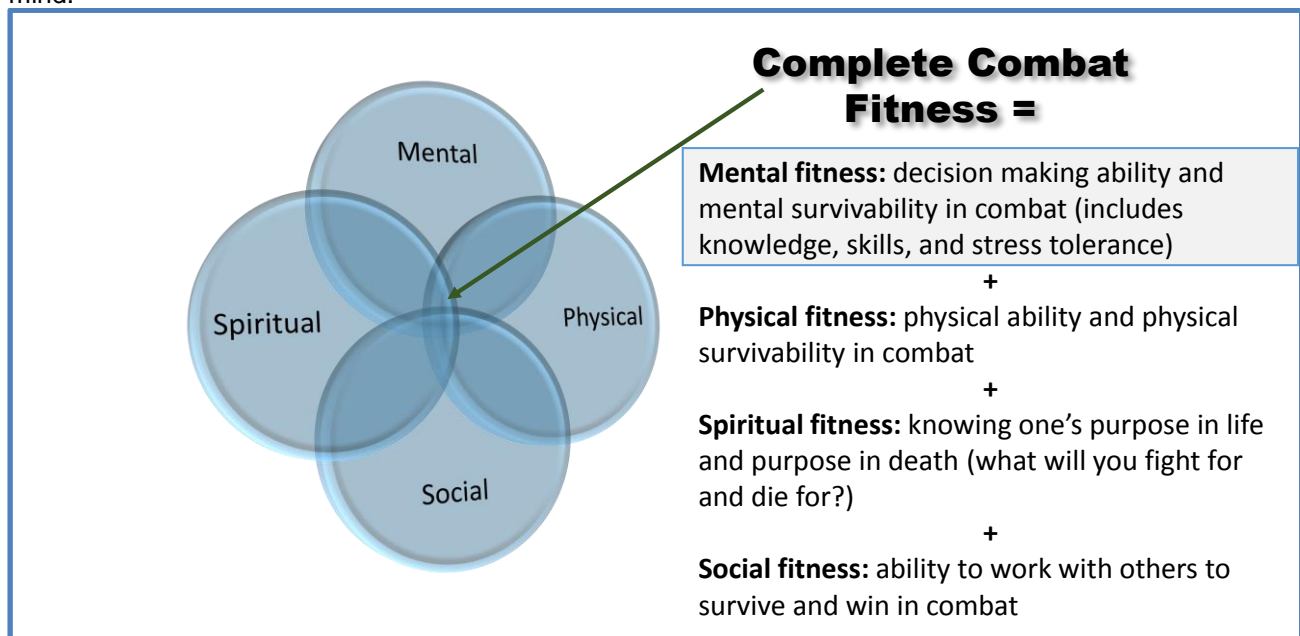 mind.
Complete Combat
Fitness =
Mental
Spiritual
Physical
Social
Mental fitness: decision making ability and
mental survivability in combat (includes
knowledge, skills, and stress tolerance)
+
Physical fitness: physical ability and physical
survivability in combat
+
Spiritual fitness: knowing one’s purpose in life
and purpose in death (what will you fight for
and die for?)
+
Social fitness: ability to work with others to
survive and win in combat